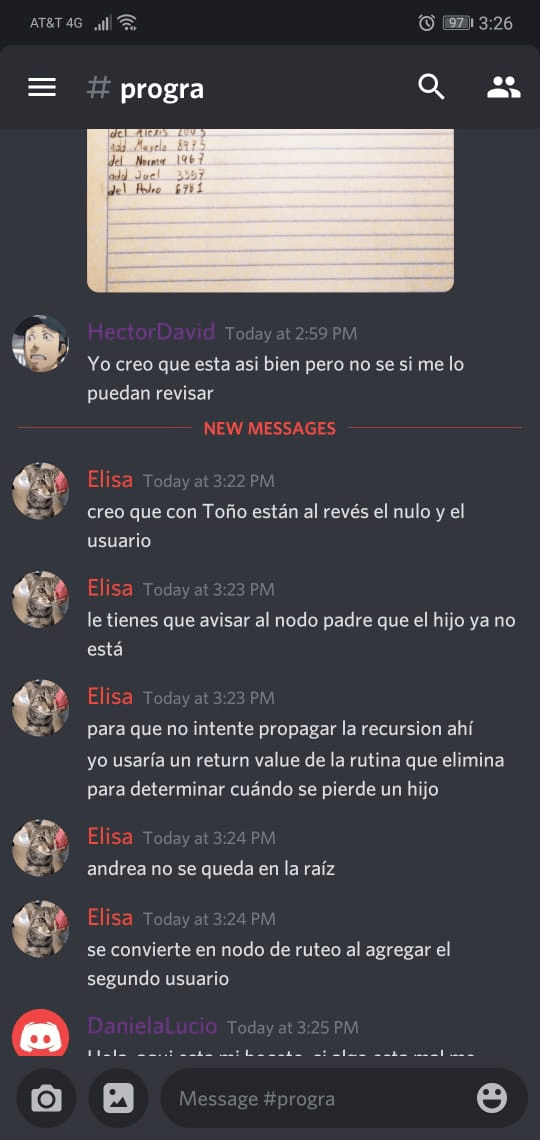 AT&T 4G 97 3:26
# progra
del Alexis 2005
add Mayelo 8975
del Norma 1967
add Joel 3357
del Pedro 6781
HectorDavid Today at 2:59 PM
Yo creo que esta asi bien pero no se si me lo
puedan revisar
NEW MESSAGES
Elisa Today at 3:22 PM
creo que con Toño están al revés el nulo y el
usuario
Elisa Today at 3:23 PM
le tienes que avisar al nodo padre que el hijo ya no
está
Elisa Today at 3:23 PM
para que no intente propagar la recursion ahí
yo usaría un return value de la rutina que elimina
para determinar cuándo se pierde un hijo
Elisa Today at 3:24 PM
andrea no se queda en la raíz
Elisa Today at 3:24 PM
se convierte en nodo de ruteo al agregar el
segundo usuario
DanielaLucio Today at 3:25 PM
Message #progra